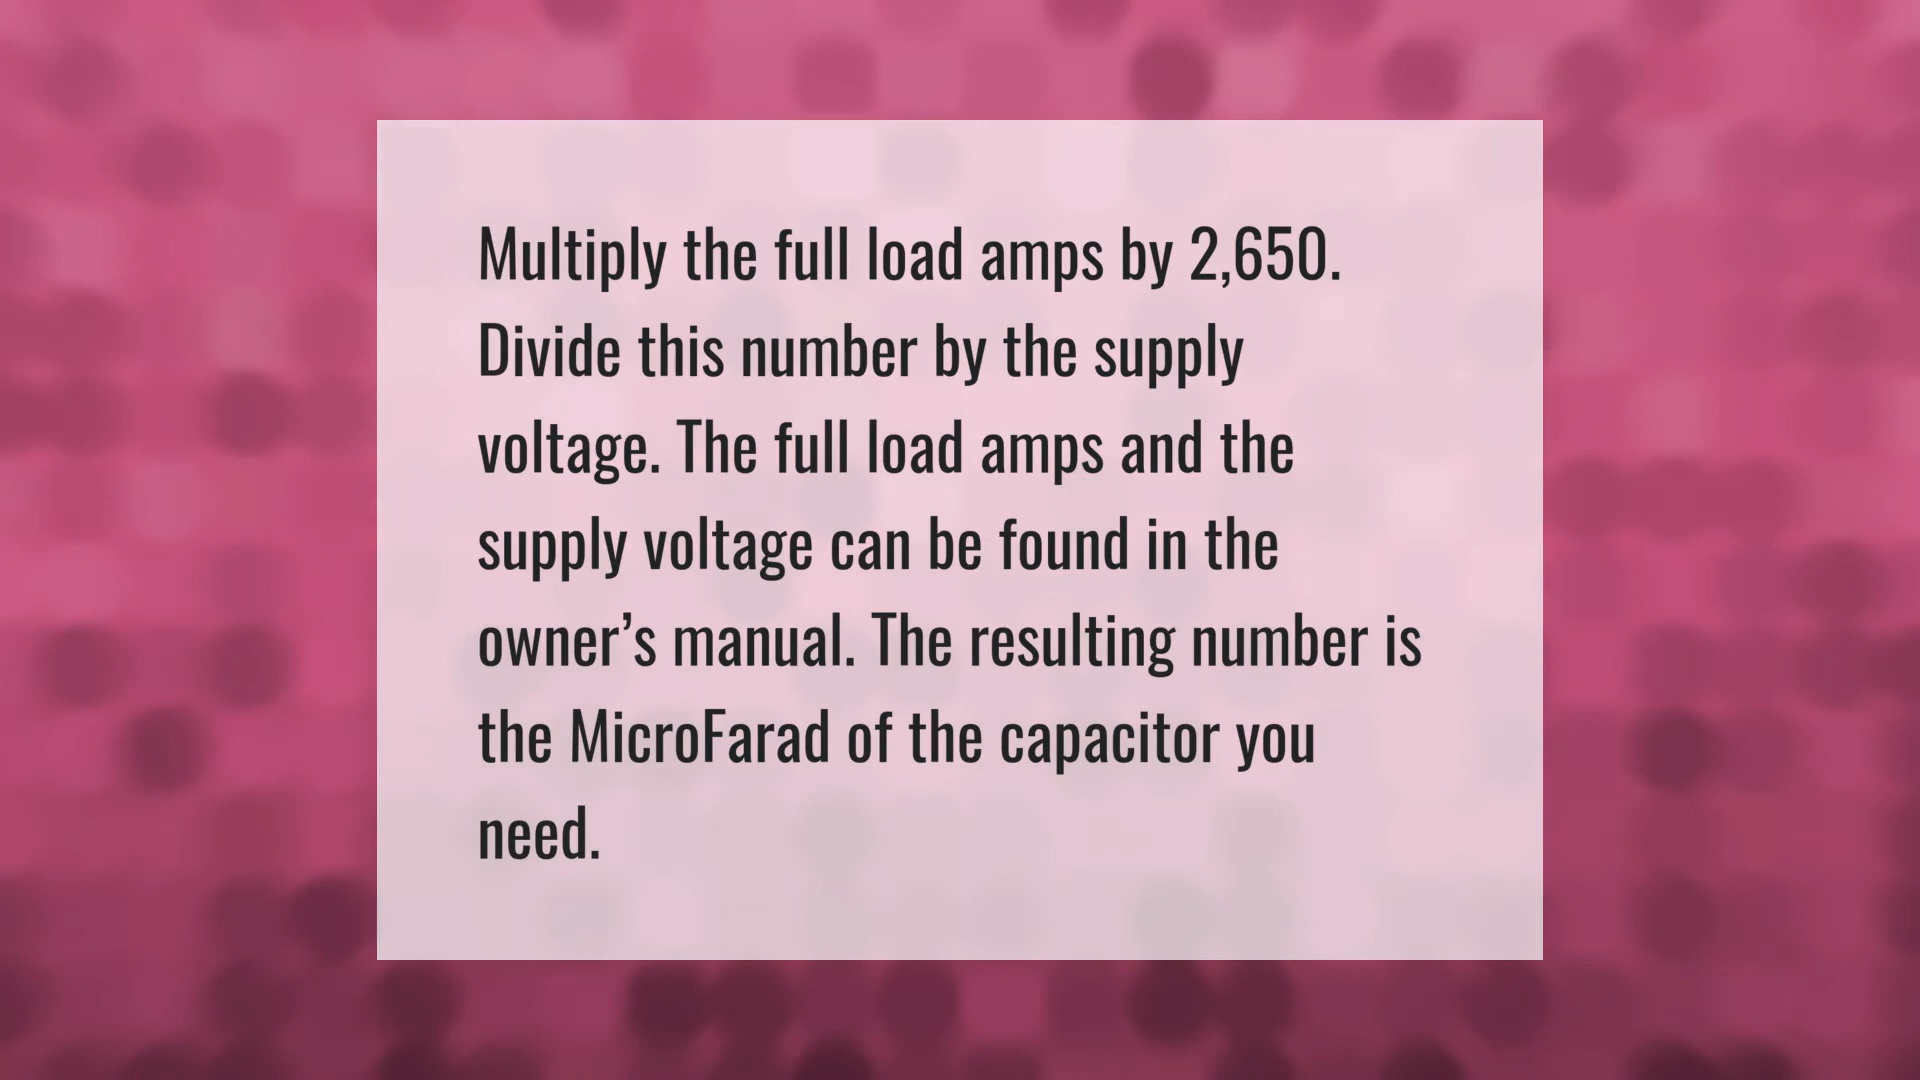 Multiply the full load amps by 2,650.
Divide this number by the supply
voltage. The full load amps and the
supply voltage can be found in the
owner’s manual. The resulting number is
the MicroFarad of the capacitor you
need.